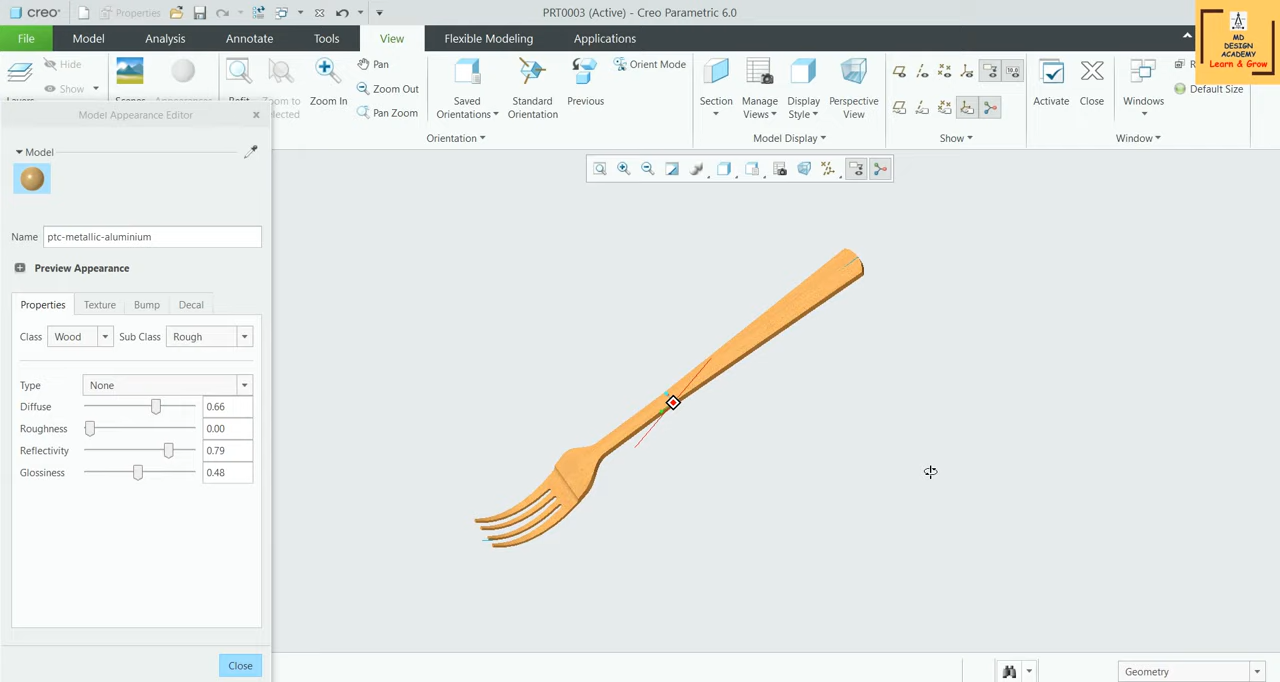 creo
Properties
PRT0003 (Active) - Creo Parametric 6.0
File Model Analysis Annotate Tools View Flexible Modeling Applications
MD
DESIGN
ACADEMY
Learn & Grow
Hide
Show
Zoom In
Pan
Zoom Out
Pan Zoom
Saved
Orientations
Standard
Orientation
Previous
Orient Mode
Orientation
Section
Manage
Views
Display
Style
Perspective
View
Model Display
Show
Activate
Close
Windows
Default Size
Window
Model Appearance Editor
Model
Name ptc-metallic-aluminium
Preview Appearance
Properties Texture Bump Decal
Class Wood Sub Class Rough
Type None
Diffuse 0.66
Roughness 0.00
Reflectivity 0.79
Glossiness 0.48
Close
Geometry